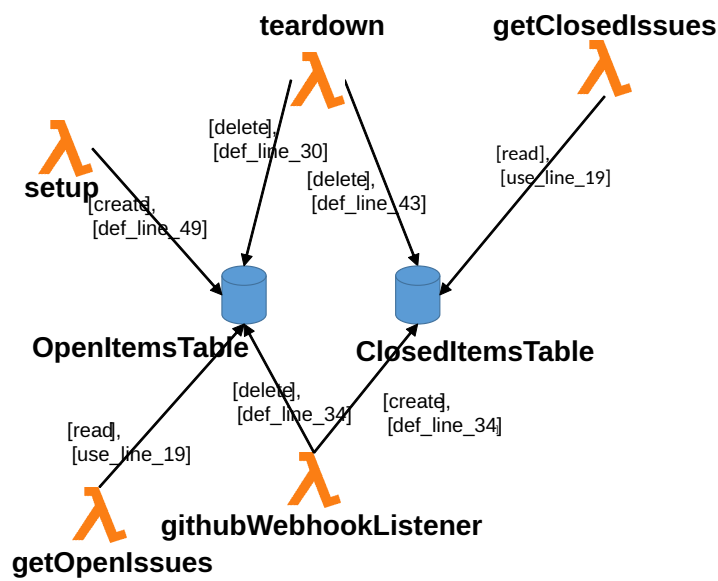 teardown
getClosedIssues
[delete],
[def_line_30]
[read],
[use_line_19]
setup
[create],
[def_line_49]
[delete],
[def_line_43]
OpenItemsTable
ClosedItemsTable
[delete],
[def_line_34]
[create],
[def_line_34]
[read],
[use_line_19]
githubWebhookListener
getOpenIssues